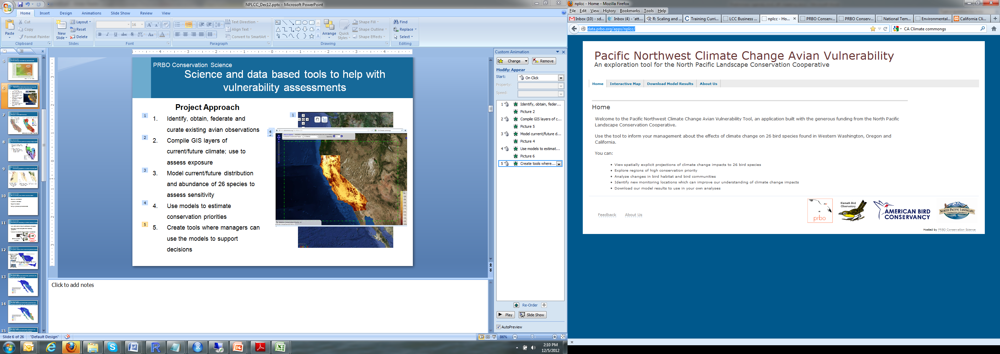 NPLCC_Dec12.pptx - Microsoft PowerPoint
Home Insert Design Animations Slide Show Review View
Paste
Cut
Copy
Format Painter
Clipboard
New Slide
Layout
Reset
Delete
Slides
16
Font
Text Direction
Align Text
Convert to SmartArt
Paragraph
Arrange
Quick Styles
Shape Fill
Shape Outline
Shape Effects
Drawing
Find
Replace
Select
Editing
5
6
7
8
9
10
11
12
13
14
15
PRBO Conservation Science
Science and data based tools to help with
vulnerability assessments
Project Approach
1. Identify, obtain, federate and
curate existing avian observations
2. Compile GIS layers of
current/future climate; use to
assess exposure
3. Model current/future distribution
and abundance of 26 species to
assess sensitivity
4. Use models to estimate
conservation priorities
5. Create tools where managers can
use the models to support
decisions
Click to add notes
Custom Animation
Change Remove
Modify: Appear
Start: On Click
Property:
Speed:
1 Identify, obtain, feder...
Picture 2
2 Compile GIS layers of c...
Picture 5
3 Model current/future d...
Picture 4
4 Use models to estimat...
Picture 6
5 Create tools where...
Re-Order
Play Slide Show
AutoPreview
Slide 6 of 26 "Default Design" 86%
2:10 PM
12/5/2012
nplcc - Home - Mozilla Firefox
File Edit View History Bookmarks Tools Help
Inbox (10) - sd... Inbox (4) - 'att... R: Scaling and ... Training Curri... LCC Business ... nplcc - Ho... PRBO Conserv... PRBO Conserv... National Tem... Environmental... California Cli...
data.prbo.org/apps/nplcc/ CA Climate commongs
Pacific Northwest Climate Change Avian Vulnerability
An exploration tool for the North Pacific Landscape Conservation Cooperative
Home Interactive Map Download Model Results About Us
Home
Welcome to the Pacific Northwest Climate Change Avian Vulnerability Tool, an application built with the generous funding from the North Pacific
Landscape Conservation Cooperative.
Use the tool to inform your management about the effects of climate change on 26 bird species found in Western Washington, Oregon and
California.
You can:
• View spatially explicit projections of climate change impacts to 26 bird species
• Explore regions of high conservation priority
• Analyze changes in bird habitat and bird communities
• Identify new monitoring locations which can improve our understanding of climate change impacts
• Download our model results to use in your own analyses
Feedback About Us
prbo
Klamath Bird
Observatory
AMERICAN BIRD
CONSERVANCY
NORTH PACIFIC LANDSCAPE
CONSERVATION COOPERATIVE
Hosted by PRBO Conservation Science